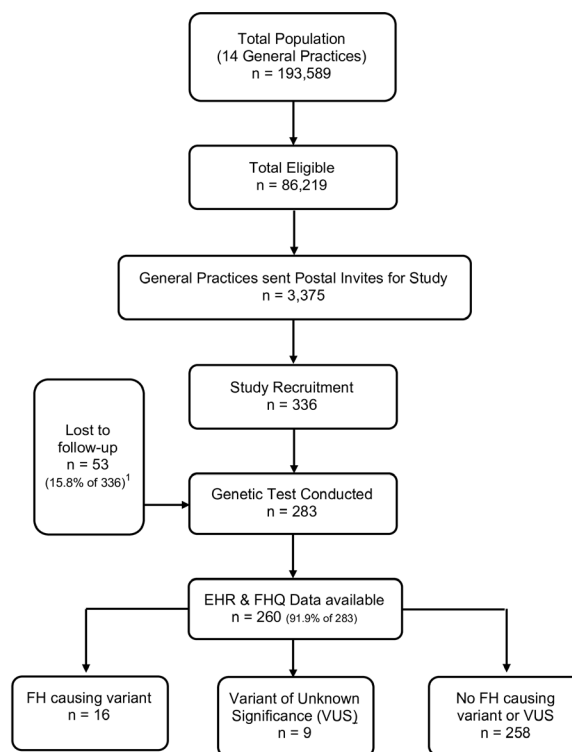 Total Population
(14 General Practices)
n = 193,589
Total Eligible
n = 86,219
General Practices sent Postal Invites for Study
n = 3,375
Study Recruitment
n = 336
Lost to
follow-up
n = 53
(15.8% of 336)1
Genetic Test Conducted
n = 283
EHR & FHQ Data available
n = 260 (91.9% of 283)
FH causing variant
n = 16
Variant of Unknown
Significance (VUS)
n = 9
No FH causing
variant or VUS
n = 258